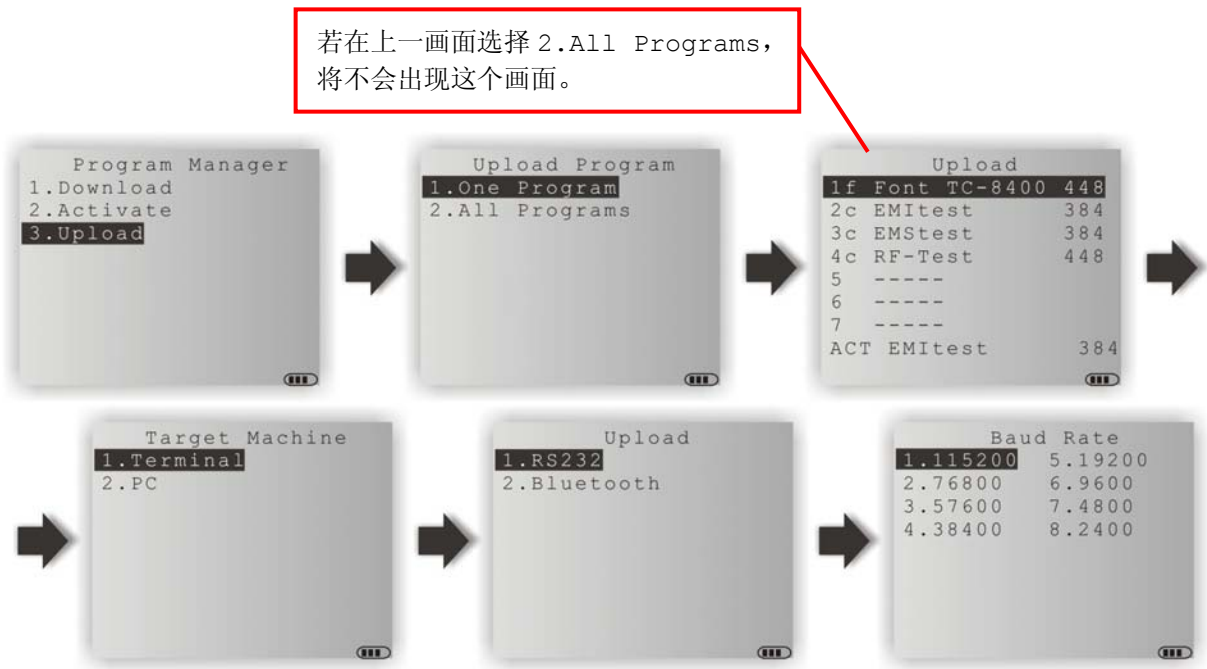 若在上一画面选择 2.All Programs，
将不会出现这个画面。
Program Manager
1.Download
2.Activate
3.Upload
Upload Program
1.One Program
2.All Programs
Upload
1f Font TC-8400 448
2c EMItest 384
3c EMStest 384
4c RF-Test 448
5 -----
6 -----
7 -----
ACT EMItest 384
Target Machine
1.Terminal
2.PC
Upload
1.RS232
2.Bluetooth
Baud Rate
1.115200 5.19200
2.76800 6.9600
3.57600 7.4800
4.38400 8.2400